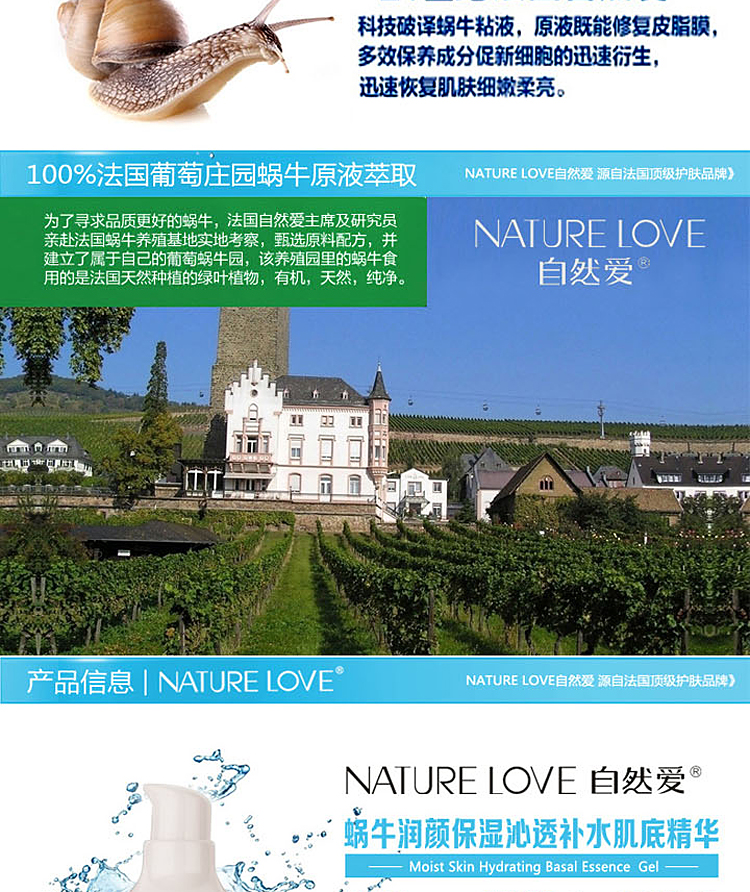 科技破译蜗牛粘液，原液既能修复皮脂膜，
多效保养成分促新细胞的迅速衍生，
迅速恢复肌肤细嫩柔亮。
100%法国葡萄庄园蜗牛原液萃取
NATURE LOVE自然爱 源自法国顶级护肤品牌》
为了寻求品质更好的蜗牛，法国自然爱主席及研究员
亲赴法国蜗牛养殖基地实地考察，甄选原料配方，并
建立了属于自己的葡萄蜗牛园，该养殖园里的蜗牛食
用的是法国天然种植的绿叶植物，有机，天然，纯净。
NATURE LOVE
自然爱®
产品信息 | NATURE LOVE®
NATURE LOVE自然爱 源自法国顶级护肤品牌》
NATURE LOVE 自然爱®
蜗牛润颜保湿沁透补水肌底精华
Moist Skin Hydrating Basal Essence Gel